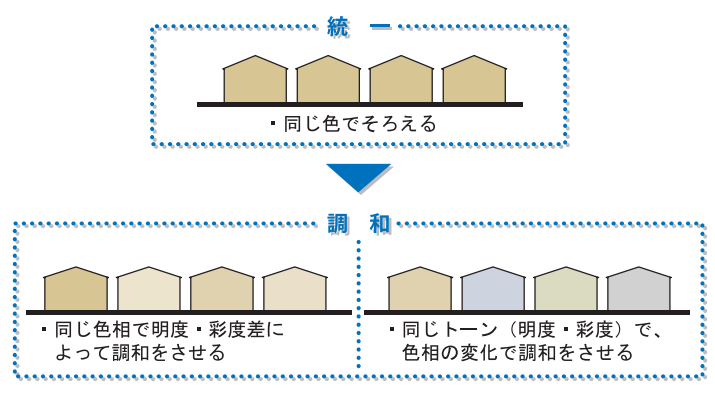 統一
・同じ色でそろえる
調和
・同じ色相で明度・彩度差に
よって調和をさせる
・同じトーン（明度・彩度）で、
色相の変化で調和をさせる